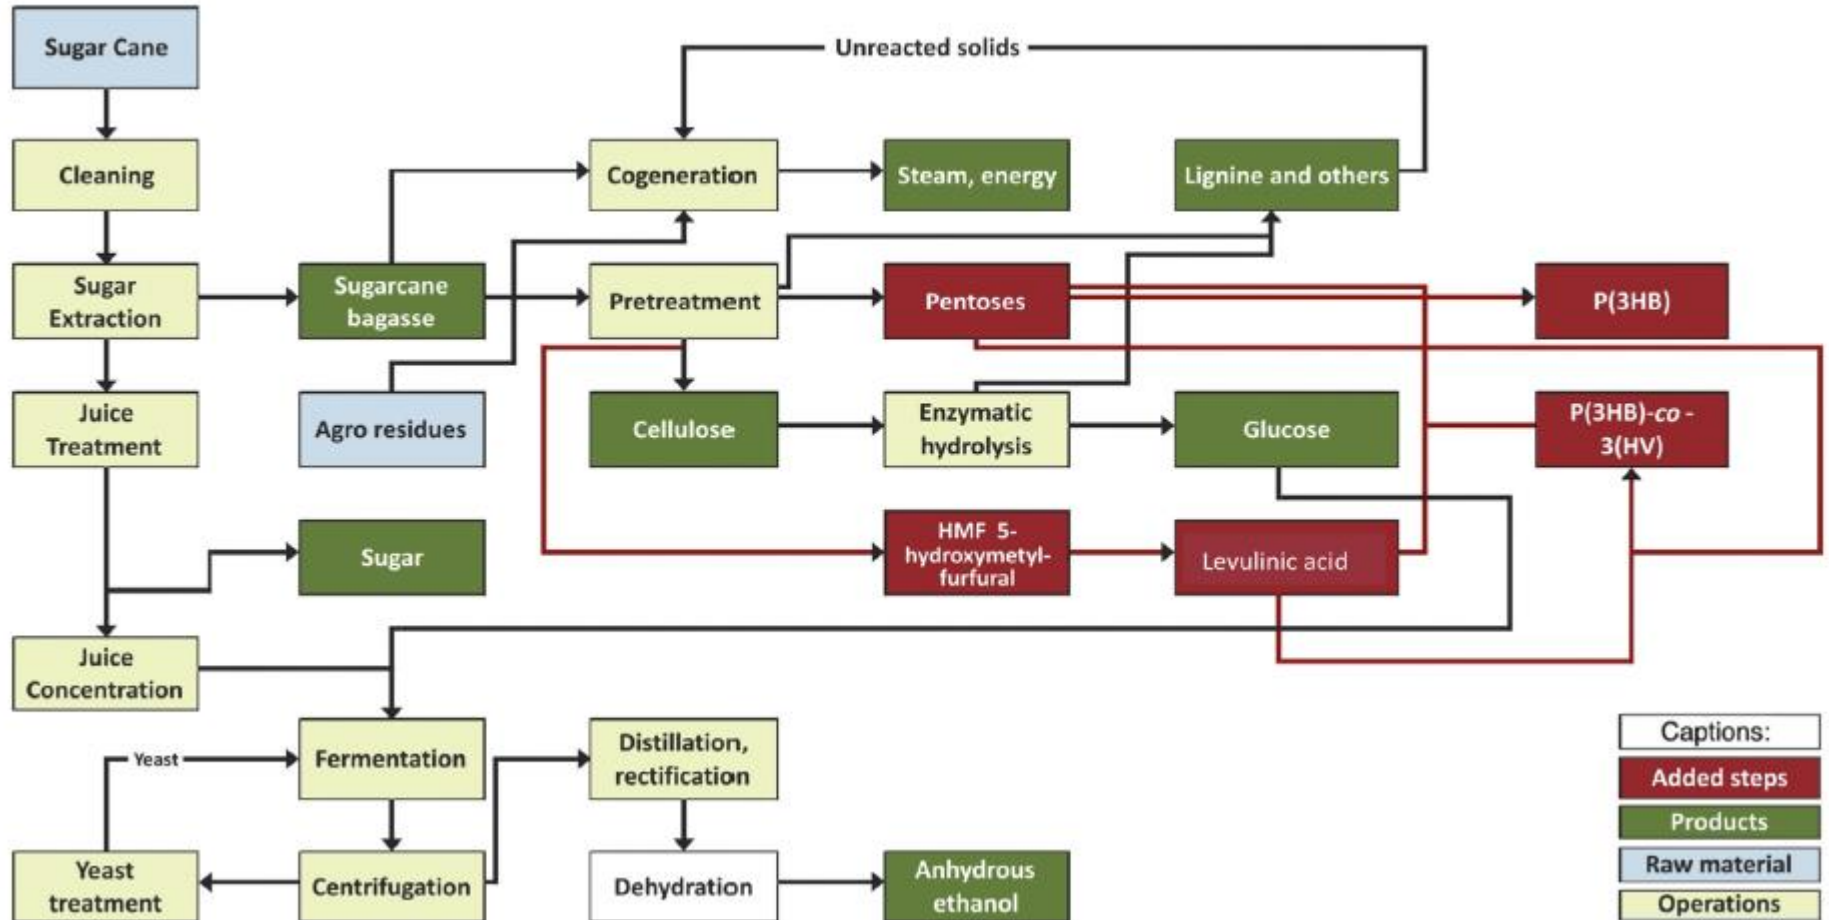 Sugar Cane
Unreacted solids
Cleaning
Cogeneration
Steam, energy
Lignine and others
Sugar
Extraction
Sugarcane
bagasse
Pretreatment
Pentoses
P(3HB)
Juice
Treatment
Agro residues
Cellulose
Enzymatic
hydrolysis
Glucose
P(3HB)-co -
3(HV)
Sugar
HMF 5-
hydroxymetyl-
furfural
Levulinic acid
Juice
Concentration
Fermentation
Distillation,
rectification
Yeast
Yeast
treatment
Centrifugation
Dehydration
Anhydrous
ethanol
Captions:
Added steps
Products
Raw material
Operations